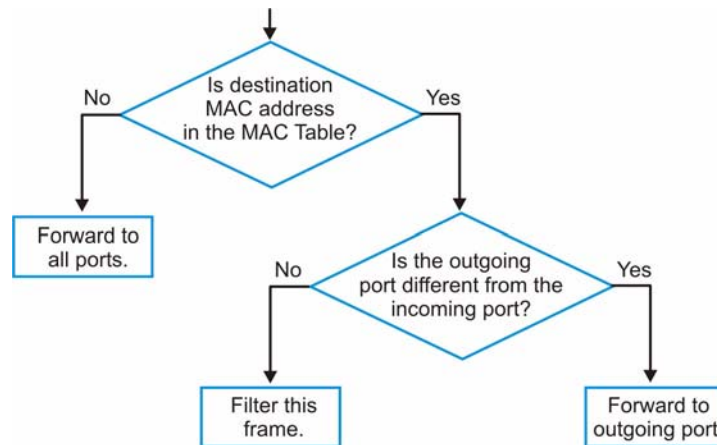 Is destination
MAC address
in the MAC Table?
No
Yes
Forward to
all ports.
Is the outgoing
port different from the
incoming port?
No
Yes
Filter this
frame.
Forward to
outgoing port